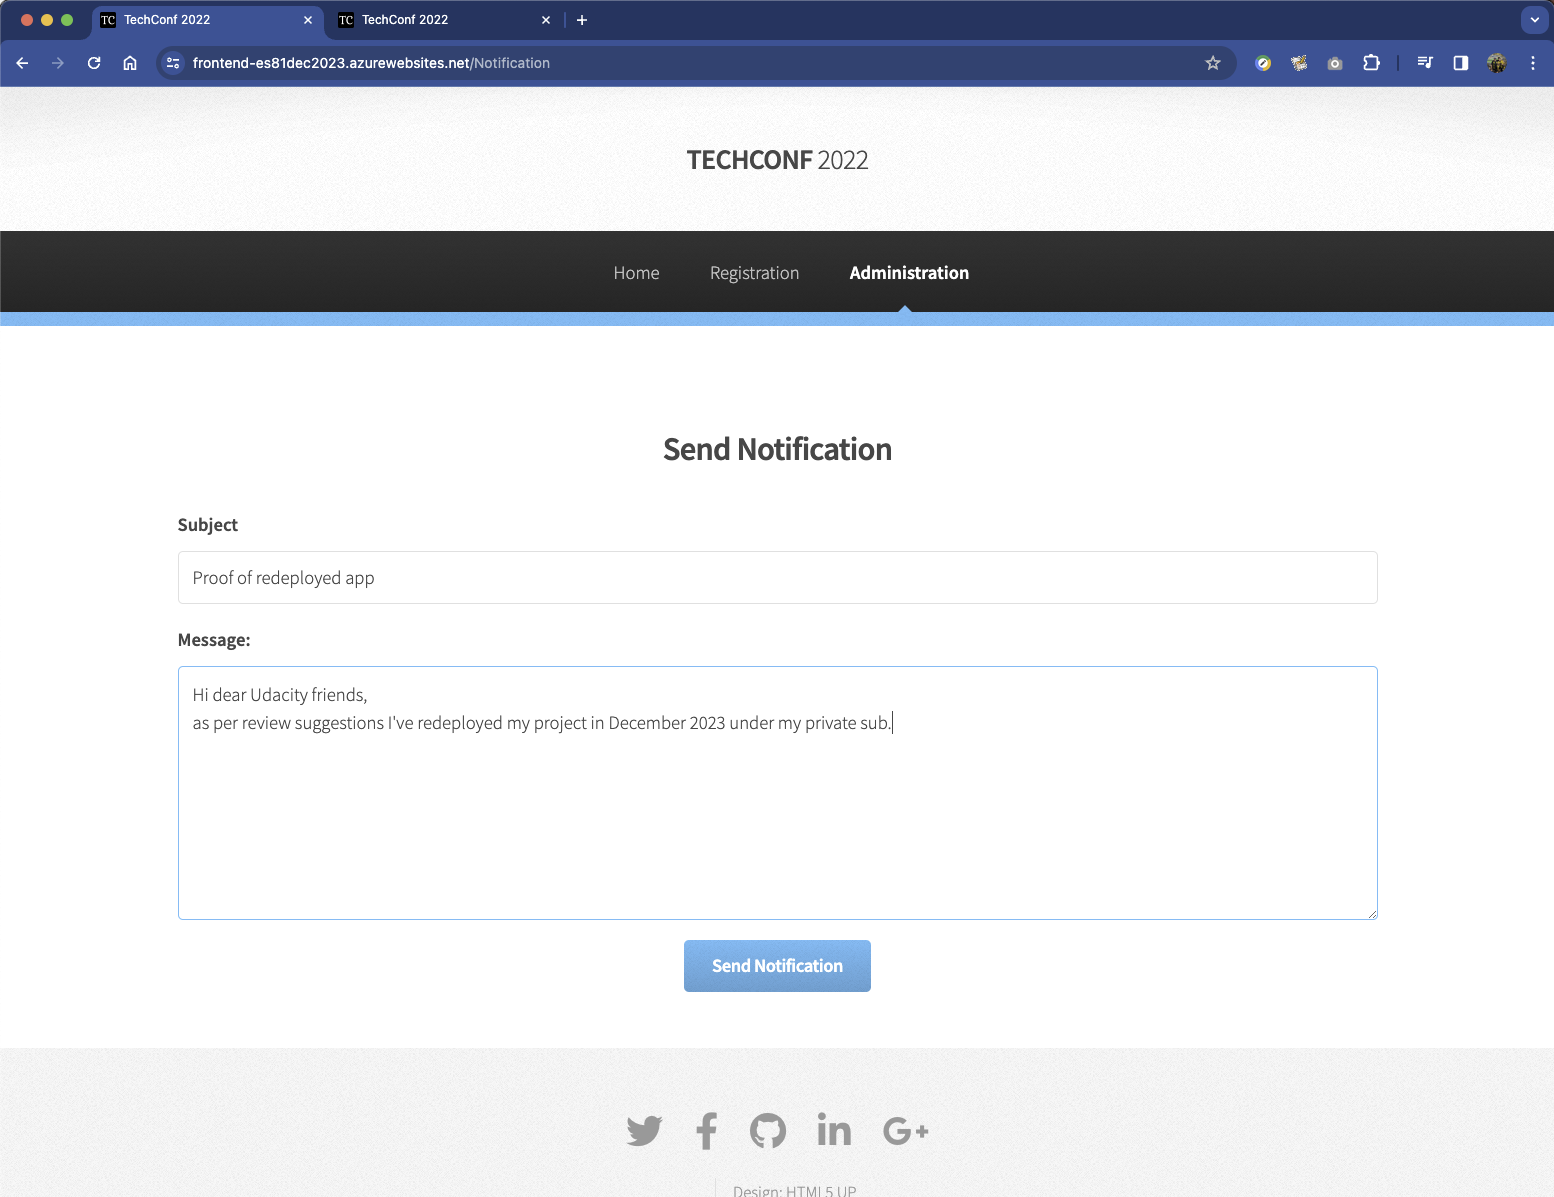 TC TechConf 2022
TC TechConf 2022
frontend-es81dec2023.azurewebsites.net/Notification
TECHCONF 2022
Home Registration Administration
Send Notification
Subject
Proof of redeployed app
Message:
Hi dear Udacity friends,
as per review suggestions I've redeployed my project in December 2023 under my private sub.
Send Notification
Design: HTML5 UP